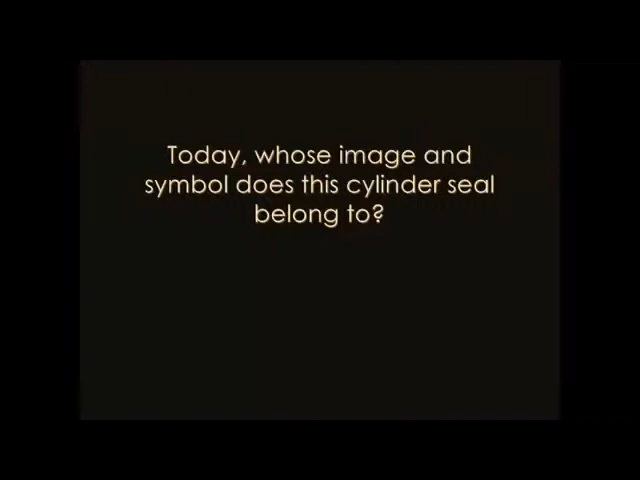 Today, whose image and
symbol does this cylinder seal
belong to?